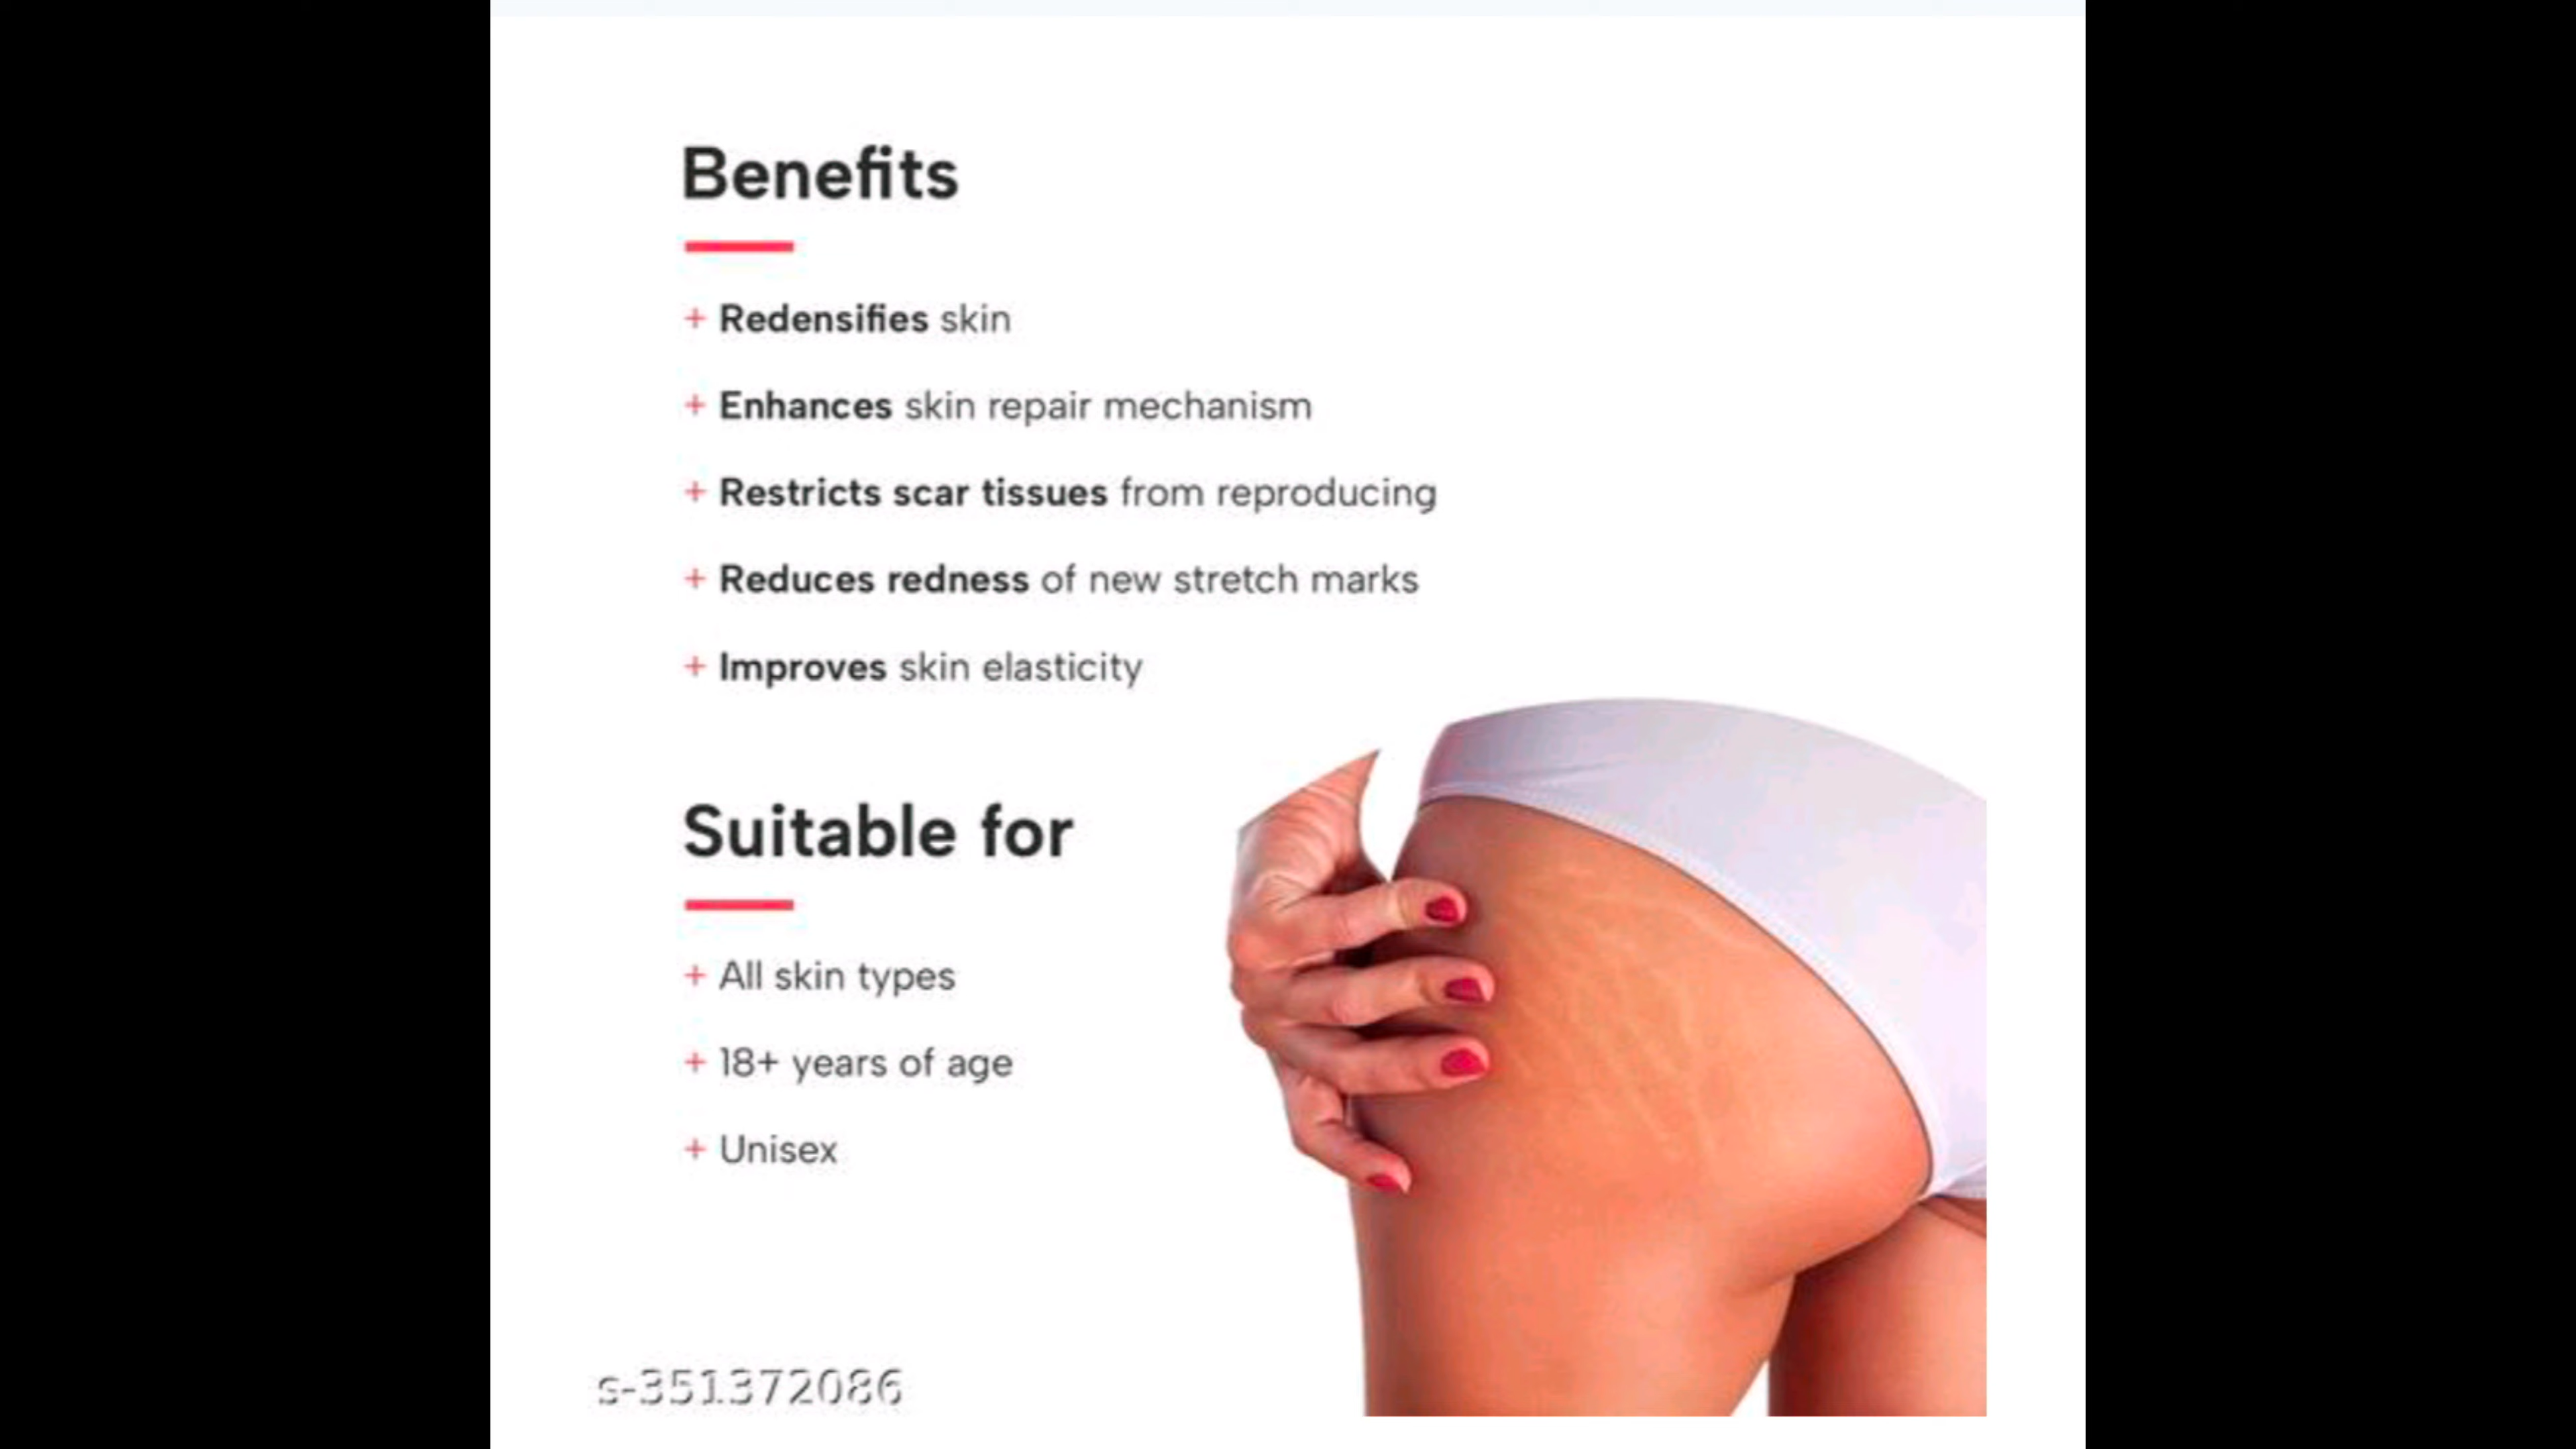 Benefits
+ Redensifies skin
+ Enhances skin repair mechanism
+ Restricts scar tissues from reproducing
+ Reduces redness of new stretch marks
+ Improves skin elasticity
Suitable for
+ All skin types
+ 18+ years of age
+ Unisex
s-351372086